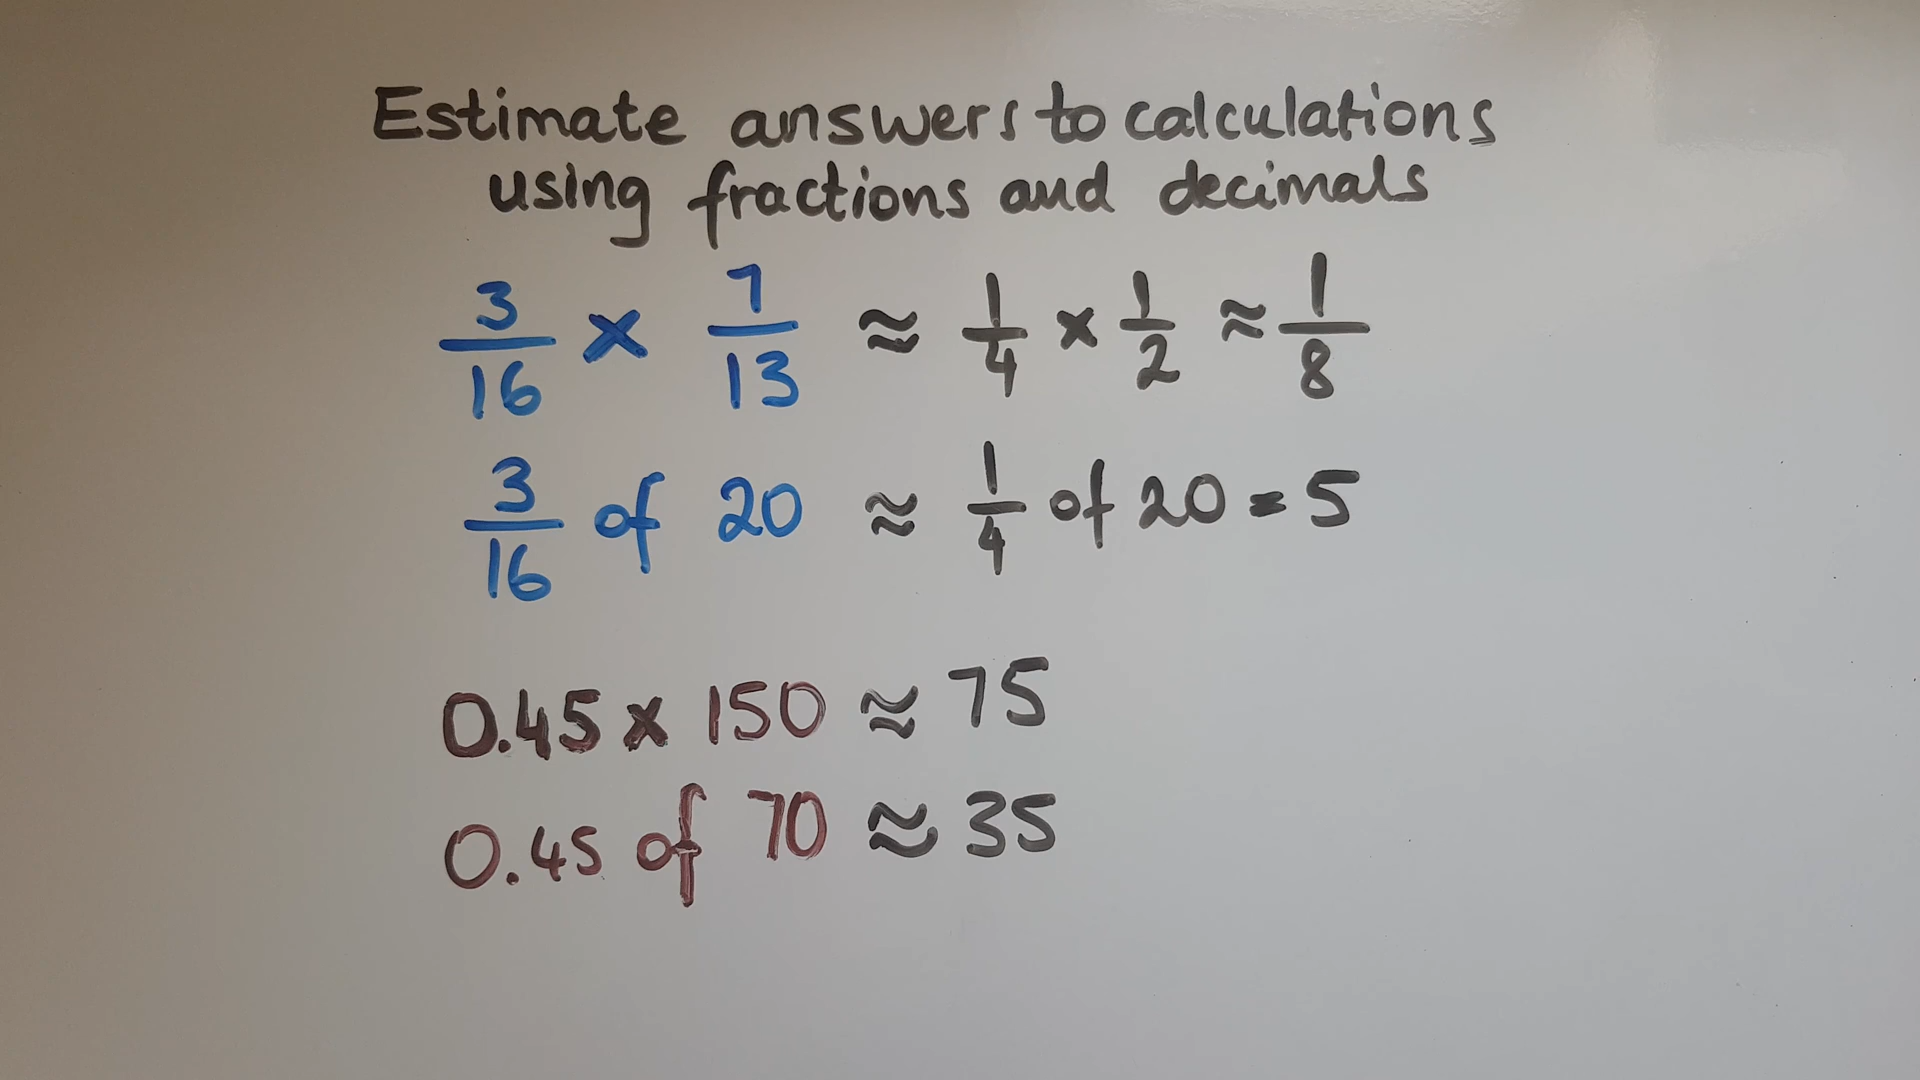 Estimate answers to calculations
using fractions and decimals
3/16 × 7/13 ≈ 1/4 × 1/2 ≈ 1/8
3/16 of 20 ≈ 1/4 of 20 = 5
0.45 × 150 ≈ 75
0.45 of 70 ≈ 35